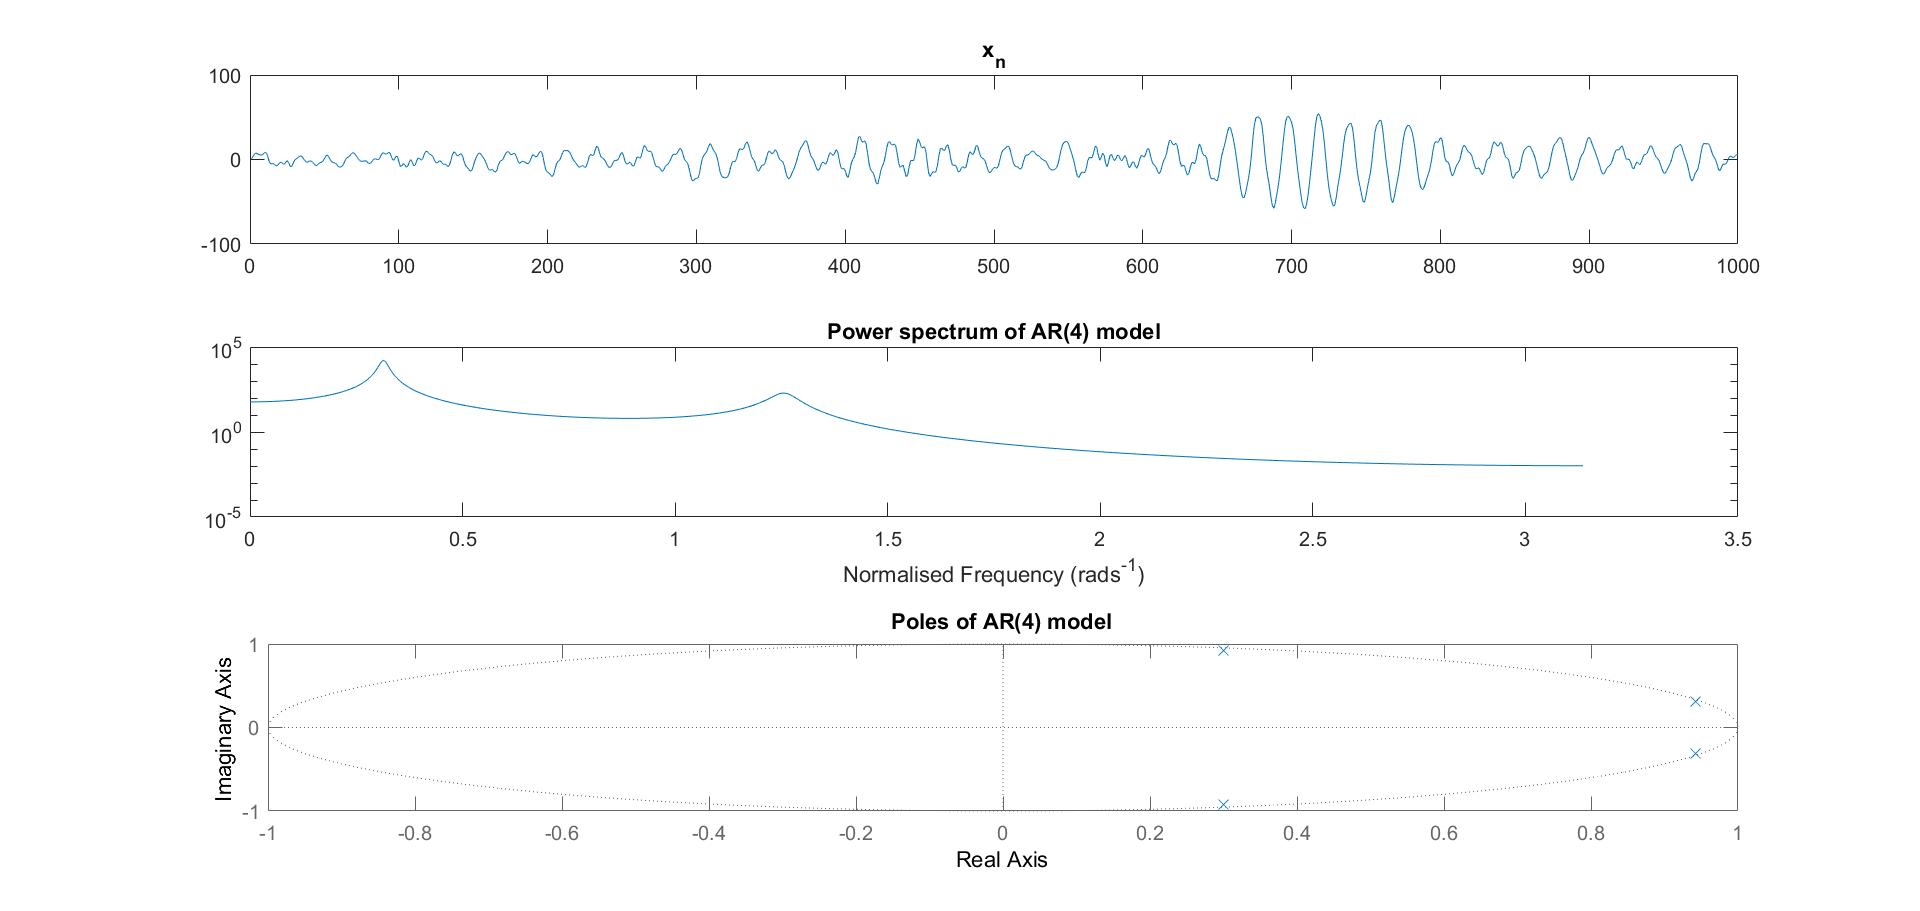 x_n
100
0
-100
0 100 200 300 400 500 600 700 800 900 1000
Power spectrum of AR(4) model
10^5
10^0
10^-5
0 0.5 1 1.5 2 2.5 3 3.5
Normalised Frequency (rads^-1)
Poles of AR(4) model
1
0
-1
Imaginary Axis
-1 -0.8 -0.6 -0.4 -0.2 0 0.2 0.4 0.6 0.8 1
Real Axis